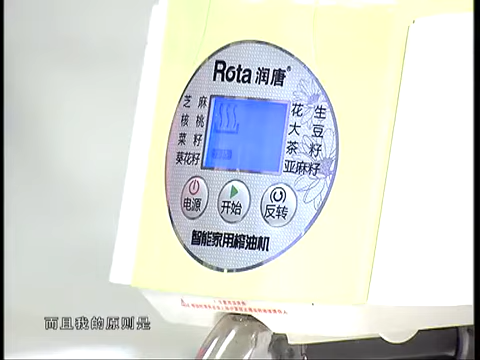 Rota 润唐®
芝麻
核桃
菜籽
葵花籽
花生
大豆
茶籽
亚麻籽
电源
开始
反转
智能家用榨油机
而且我的原则是